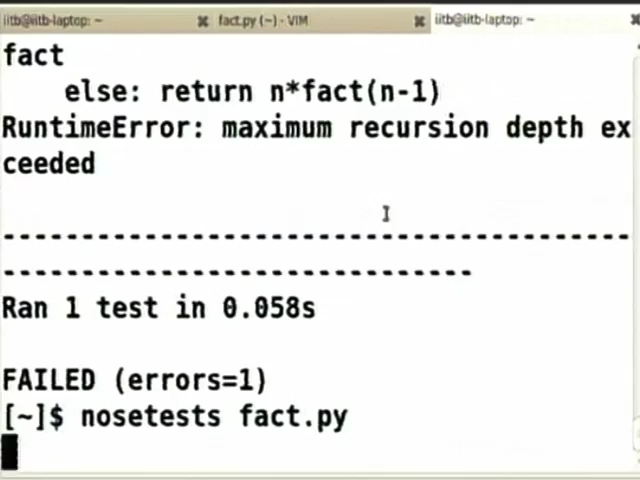 iitb@iitb-laptop: ~ fact.py (~) - VIM iitb@iitb-laptop: ~
fact
else: return n*fact(n-1)
RuntimeError: maximum recursion depth ex
ceeded
----------------------------------------
------------------------------
Ran 1 test in 0.058s
FAILED (errors=1)
[~]$ nosetests fact.py